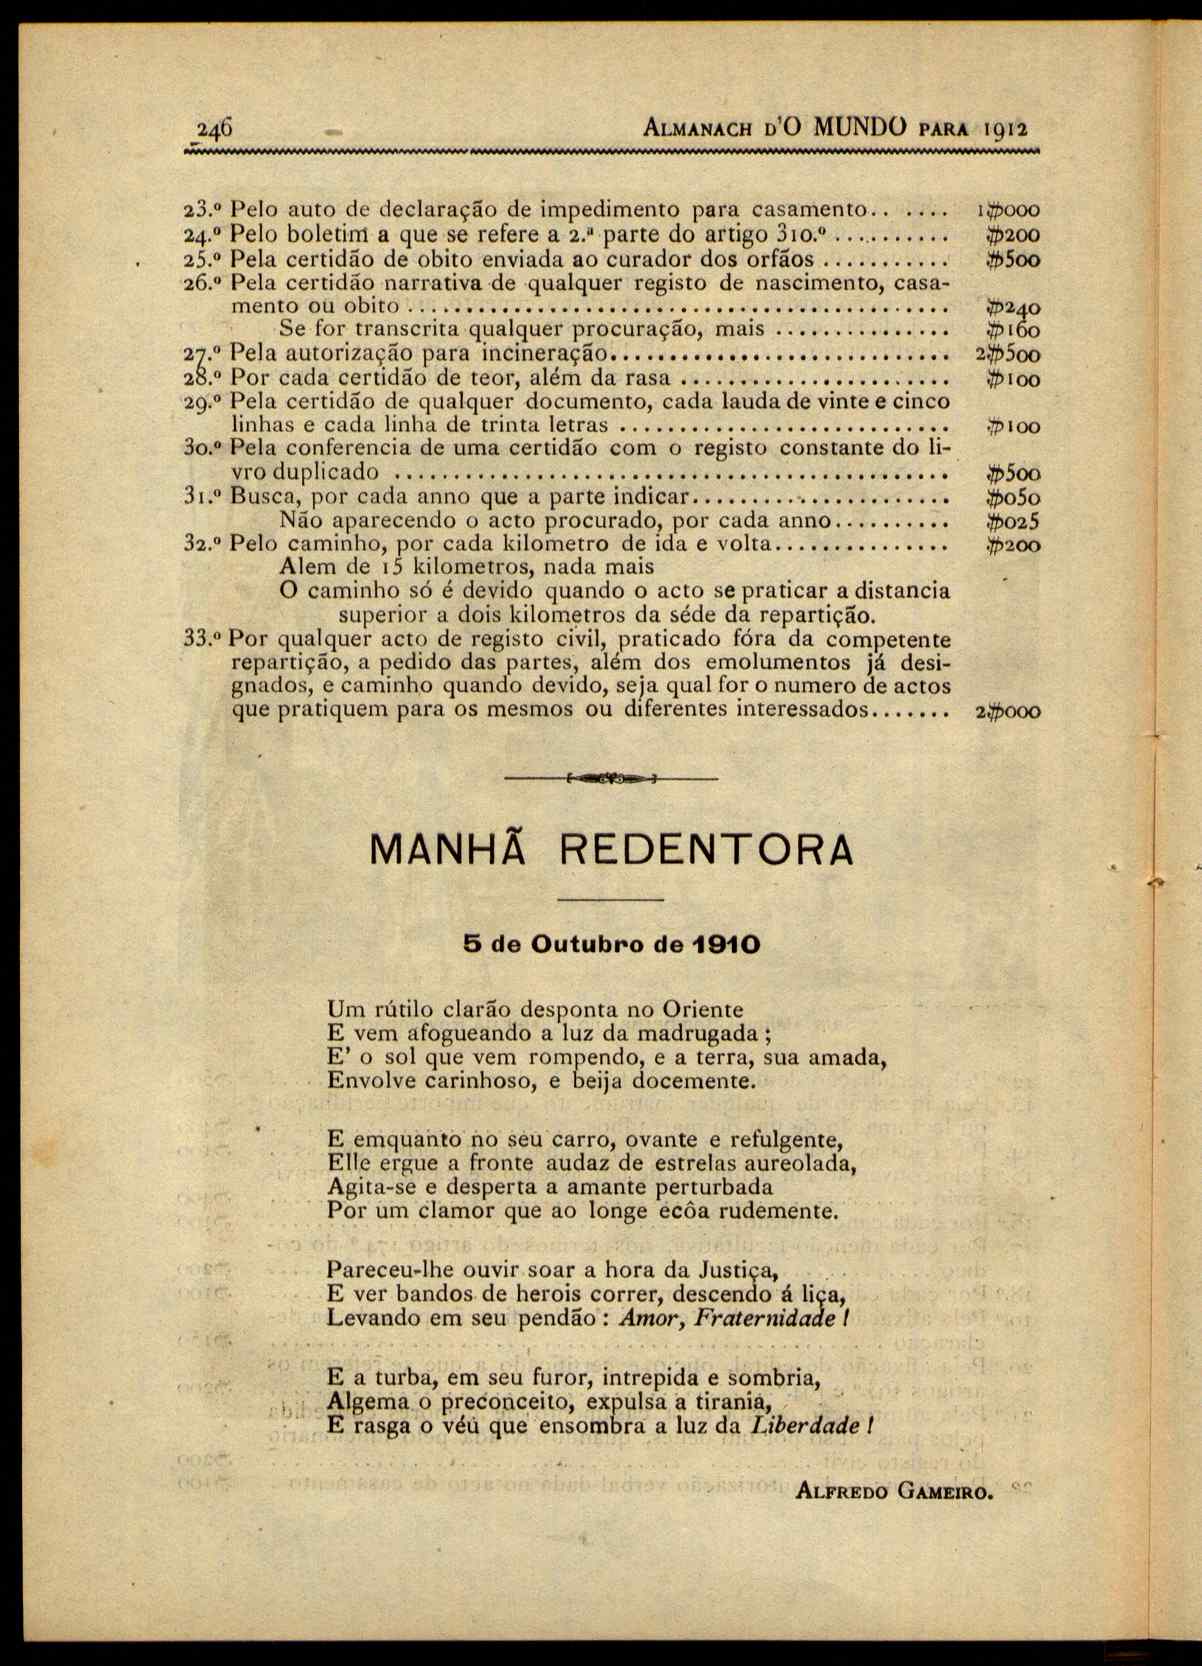 246
ALMANACH D'O MUNDO PARA 1912
23.º Pelo auto de declaração de impedimento para casamento.. ..... 1$000
24.º Pelo boletim a que se refere a 2.ª parte do artigo 310.º .......... $200
25.º Pela certidão de obito enviada ao curador dos orfãos ........... $500
26.º Pela certidão narrativa de qualquer registo de nascimento, casa-
mento ou obito ............................................... $240
Se for transcrita qualquer procuração, mais ............... $160
27.º Pela autorização para incineração............................. 2$500
28.º Por cada certidão de teor, além da rasa ....................... $100
29.º Pela certidão de qualquer documento, cada lauda de vinte e cinco
linhas e cada linha de trinta letras ............................ $100
30.º Pela conferencia de uma certidão com o registo constante do li-
vro duplicado ................................................ $500
31.º Busca, por cada anno que a parte indicar...................... $050
Não aparecendo o acto procurado, por cada anno.......... $025
32.º Pelo caminho, por cada kilometro de ida e volta............... $200
Alem de 15 kilometros, nada mais
O caminho só é devido quando o acto se praticar a distancia
superior a dois kilometros da séde da repartição.
33.º Por qualquer acto de registo civil, praticado fóra da competente
repartição, a pedido das partes, além dos emolumentos já desi-
gnados, e caminho quando devido, seja qual for o numero de actos
que pratiquem para os mesmos ou diferentes interessados....... 2$000
MANHÃ REDENTORA
5 de Outubro de 1910
Um rútilo clarão desponta no Oriente
E vem afogueando a luz da madrugada ;
E' o sol que vem rompendo, e a terra, sua amada,
Envolve carinhoso, e beija docemente.
E emquanto no seu carro, ovante e refulgente,
Elle ergue a fronte audaz de estrelas aureolada,
Agita-se e desperta a amante perturbada
Por um clamor que ao longe ecôa rudemente.
Pareceu-lhe ouvir soar a hora da Justiça,
E ver bandos de herois correr, descendo á liça,
Levando em seu pendão : Amor, Fraternidade !
E a turba, em seu furor, intrepida e sombria,
Algema o preconceito, expulsa a tirania,
E rasga o véu que ensombra a luz da Liberdade !
ALFREDO GAMEIRO.